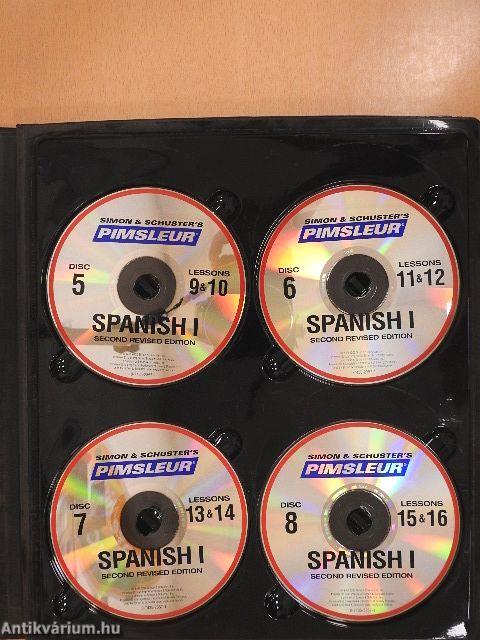 SIMON & SCHUSTER'S
PIMSLEUR®
DISC
5
LESSONS
9&10
SPANISH I
SECOND REVISED EDITION
SIMON & SCHUSTER'S
PIMSLEUR®
DISC
6
LESSONS
11&12
SPANISH I
SECOND REVISED EDITION
SIMON & SCHUSTER'S
PIMSLEUR®
DISC
7
LESSONS
13&14
SPANISH I
SECOND REVISED EDITION
SIMON & SCHUSTER'S
PIMSLEUR®
DISC
8
LESSONS
15&16
SPANISH I
SECOND REVISED EDITION
Antikvárium.hu